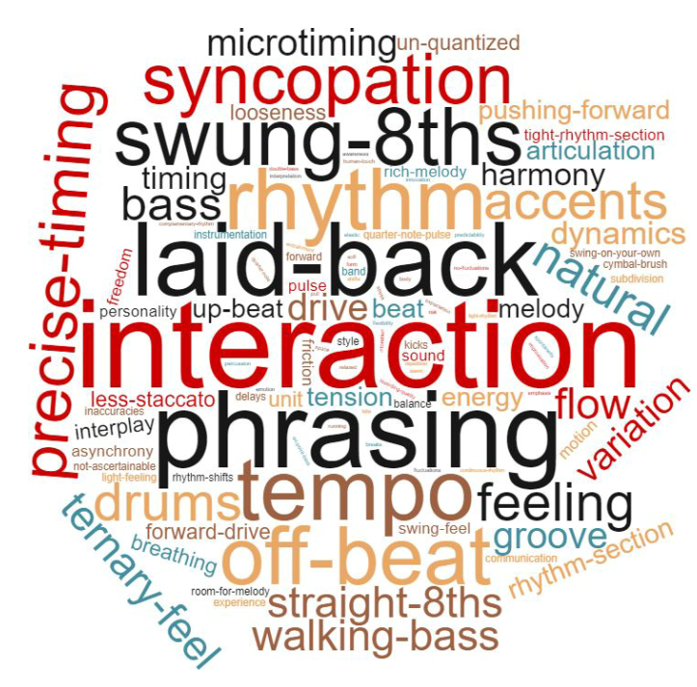 microtiming
un-quantized
syncopation
looseness
pushing-forward
swung-8ths
tight-rhythm-section
articulation
precise-timing
timing
rich-melody
harmony
bass
rhythm
accents
instrumentation
quarter-note-pulse
dynamics
laid-back
natural
swing-on-your-own
cymbal-brush
forward
freedom
band
subdivision
pulse
personality
up-beat
drive
beat
melody
interaction
friction
style
kicks
sound
less-staccato
delays
unit
tension
balance
energy
flow
variation
inaccuracies
interplay
phrasing
motion
asynchrony
not-ascertainable
light-feeling
rhythm-shifts
tempo
drums
feeling
ternary-feel
forward-drive
swing-feel
groove
breathing
off-beat
communication
rhythm-section
room-for-melody
experience
straight-8ths
walking-bass